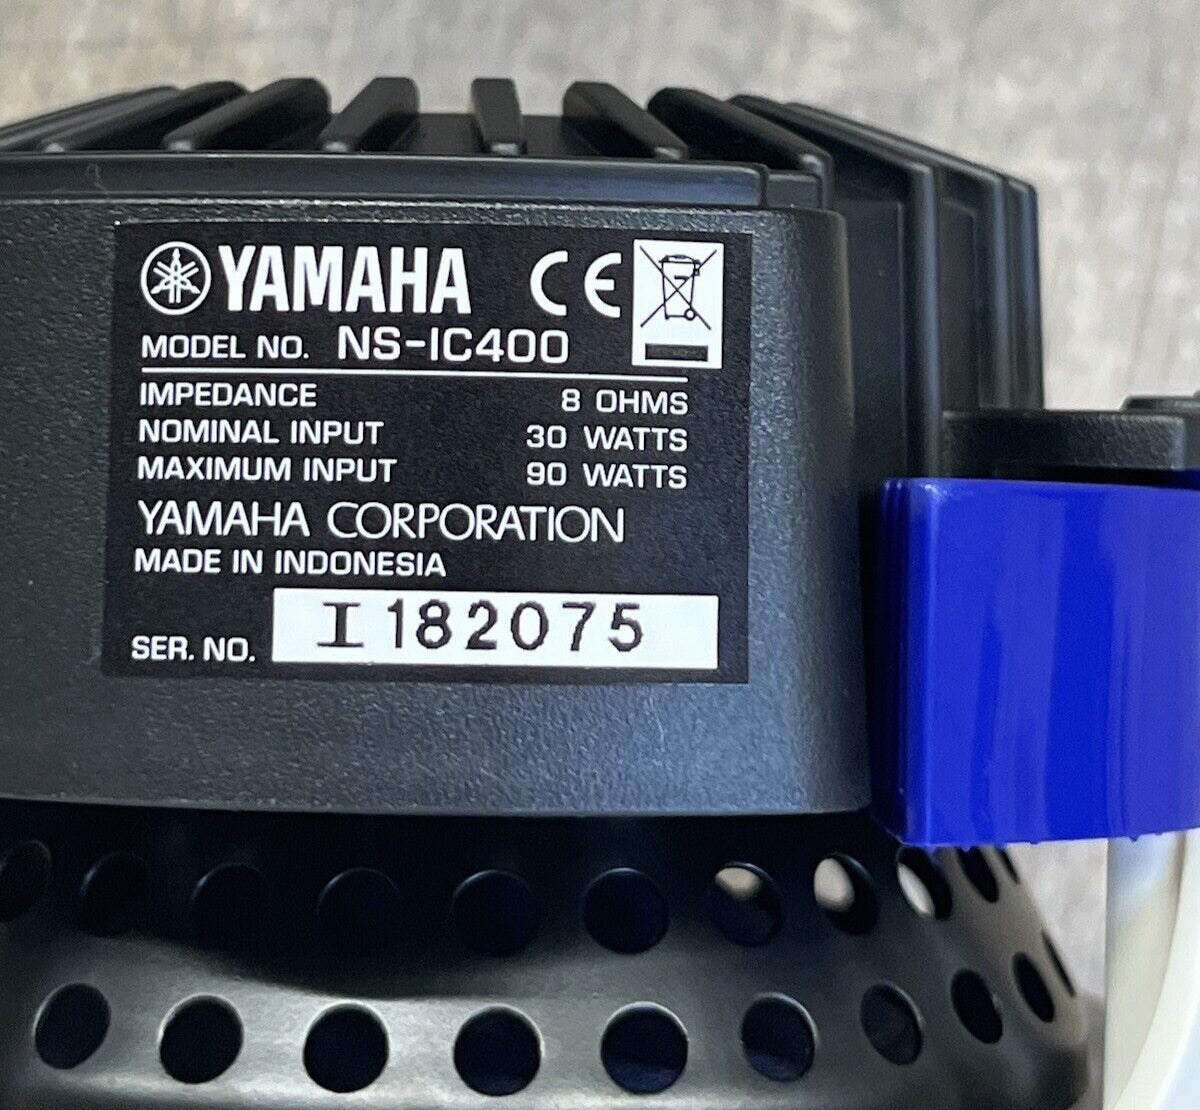 YAMAHA CE
MODEL NO. NS-IC400
IMPEDANCE 8 OHMS
NOMINAL INPUT 30 WATTS
MAXIMUM INPUT 90 WATTS
YAMAHA CORPORATION
MADE IN INDONESIA
SER. NO. I182075